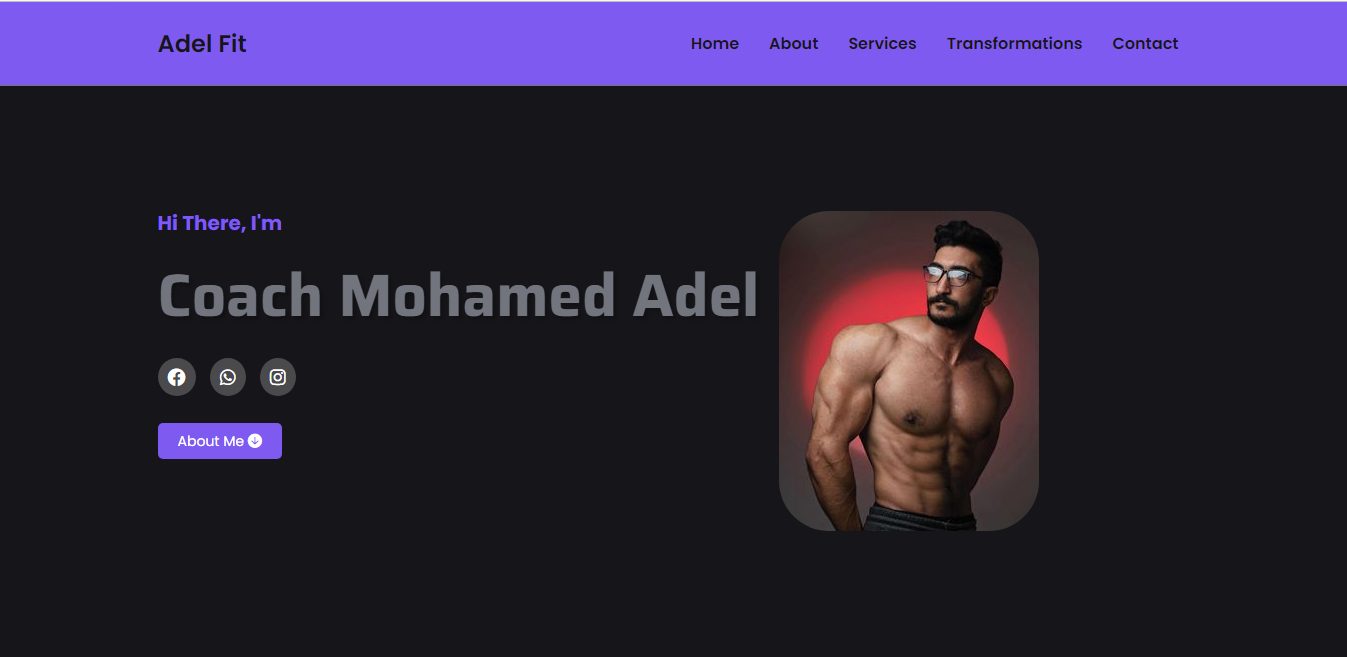 Adel Fit
Home About Services Transformations Contact
Hi There, I'm
Coach Mohamed Adel
About Me